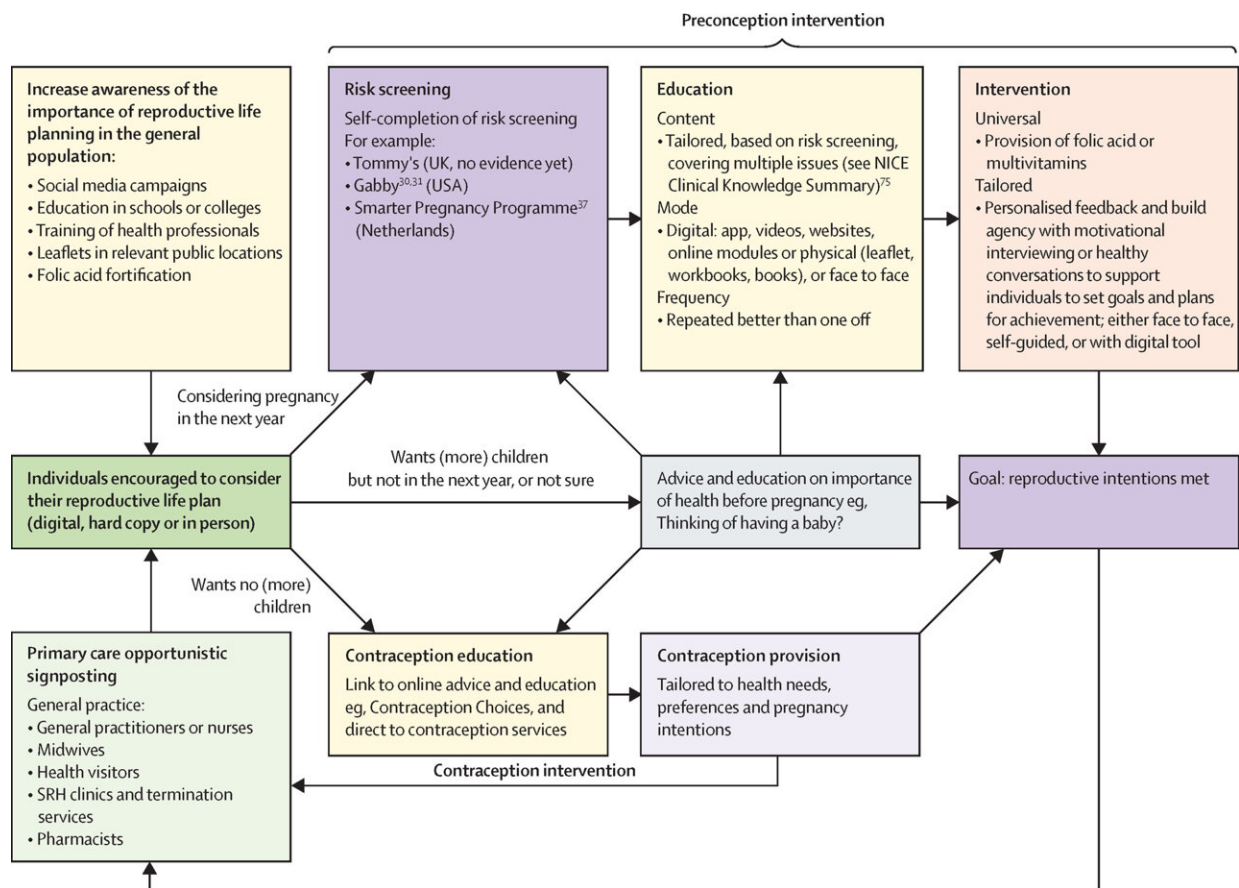 Preconception intervention
Increase awareness of the
importance of reproductive life
planning in the general
population:
• Social media campaigns
• Education in schools or colleges
• Training of health professionals
• Leaflets in relevant public locations
• Folic acid fortification
Risk screening
Self-completion of risk screening
For example:
• Tommy's (UK, no evidence yet)
• Gabby30,31 (USA)
• Smarter Pregnancy Programme37
(Netherlands)
Education
Content
• Tailored, based on risk screening,
covering multiple issues (see NICE
Clinical Knowledge Summary)75
Mode
• Digital: app, videos, websites,
online modules or physical (leaflet,
workbooks, books), or face to face
Frequency
• Repeated better than one off
Intervention
Universal
• Provision of folic acid or
multivitamins
Tailored
• Personalised feedback and build
agency with motivational
interviewing or healthy
conversations to support
individuals to set goals and plans
for achievement; either face to face,
self-guided, or with digital tool
Considering pregnancy
in the next year
Individuals encouraged to consider
their reproductive life plan
(digital, hard copy or in person)
Wants (more) children
but not in the next year, or not sure
Advice and education on importance
of health before pregnancy eg,
Thinking of having a baby?
Goal: reproductive intentions met
Wants no (more)
children
Primary care opportunistic
signposting
General practice:
• General practitioners or nurses
• Midwives
• Health visitors
• SRH clinics and termination
services
• Pharmacists
Contraception education
Link to online advice and education
eg, Contraception Choices, and
direct to contraception services
Contraception provision
Tailored to health needs,
preferences and pregnancy
intentions
Contraception intervention